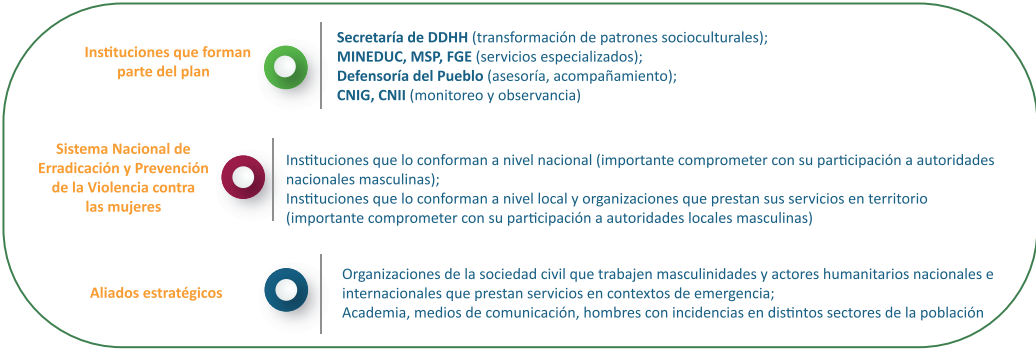 Instituciones que forman
parte del plan
Secretaría de DDHH (transformación de patrones socioculturales);
MINEDUC, MSP, FGE (servicios especializados);
Defensoría del Pueblo (asesoría, acompañamiento);
CNIG, CNII (monitoreo y observancia)
Sistema Nacional de
Erradicación y Prevención
de la Violencia contra
las mujeres
Instituciones que lo conforman a nivel nacional (importante comprometer con su participación a autoridades
nacionales masculinas);
Instituciones que lo conforman a nivel local y organizaciones que prestan sus servicios en territorio
(importante comprometer con su participación a autoridades locales masculinas)
Aliados estratégicos
Organizaciones de la sociedad civil que trabajen masculinidades y actores humanitarios nacionales e
internacionales que prestan servicios en contextos de emergencia;
Academia, medios de comunicación, hombres con incidencias en distintos sectores de la población